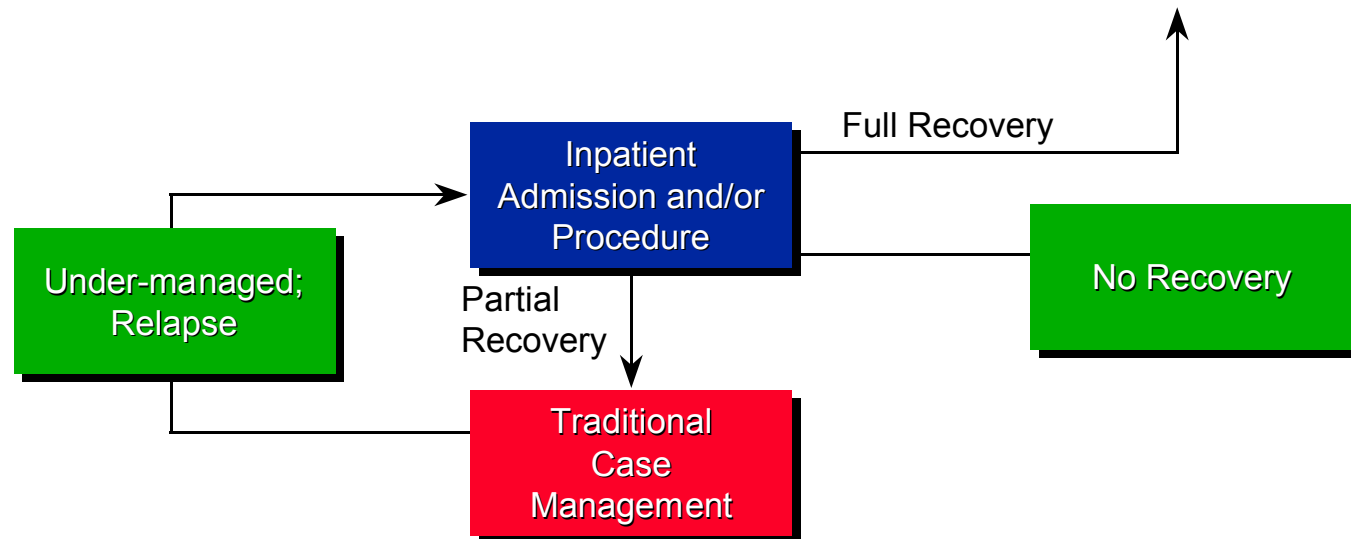 Full Recovery
Inpatient
Admission and/or
Procedure
Under-managed;
Relapse
No Recovery
Partial
Recovery
Traditional
Case
Management